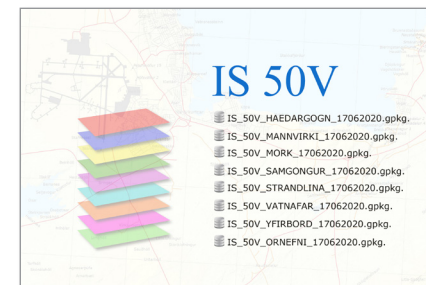 IS 50V
IS_50V_HAEDARGOGN_17062020.gpkg.
IS_50V_MANNVIRKI_17062020.gpkg.
IS_50V_MORK_17062020.gpkg.
IS_50V_SAMGONGUR_17062020.gpkg.
IS_50V_STRANDLINA_17062020.gpkg.
IS_50V_VATNAFAR_17062020.gpkg.
IS_50V_YFIRBORD_17062020.gpkg.
IS_50V_ORNEFNI_17062020.gpkg.